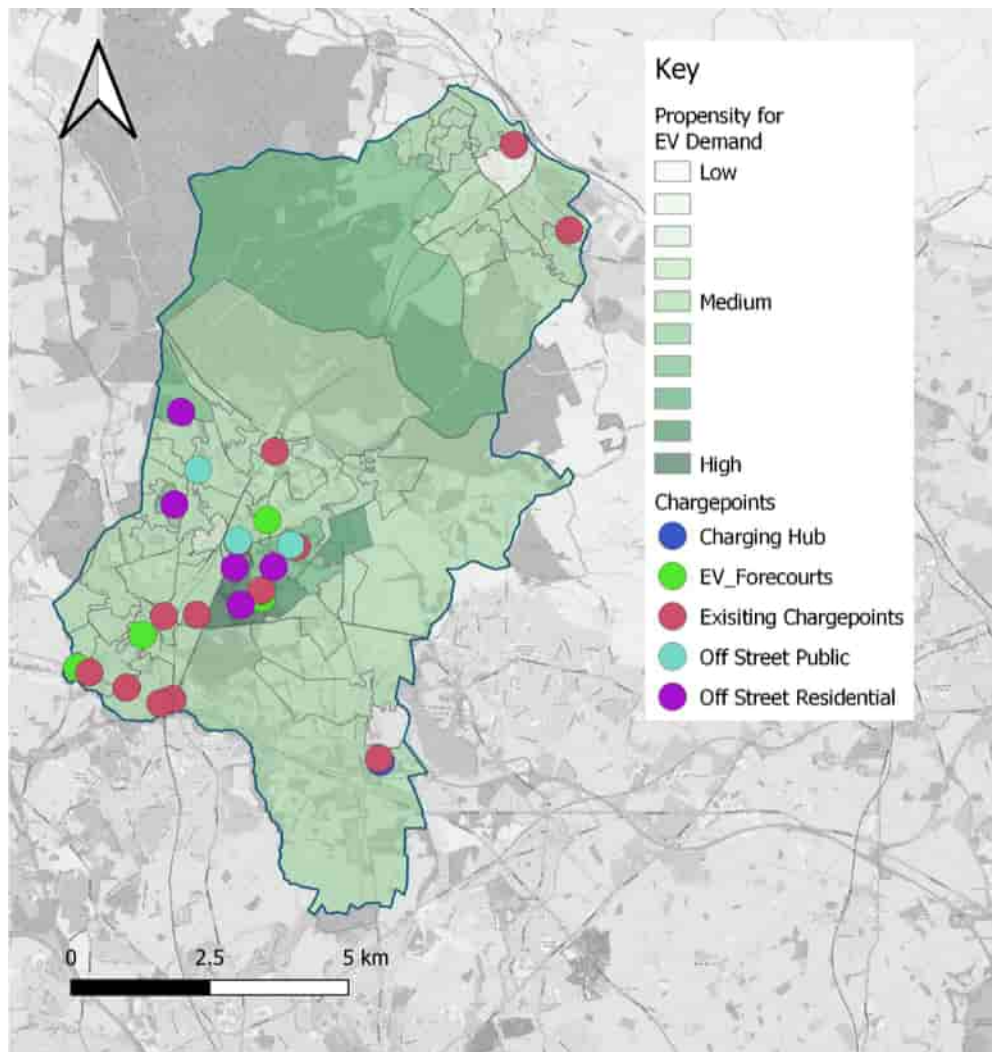 Key
Propensity for
EV Demand
Low
Medium
High
Chargepoints
Charging Hub
EV_Forecourts
Exisiting Chargepoints
Off Street Public
Off Street Residential
0 2.5 5 km